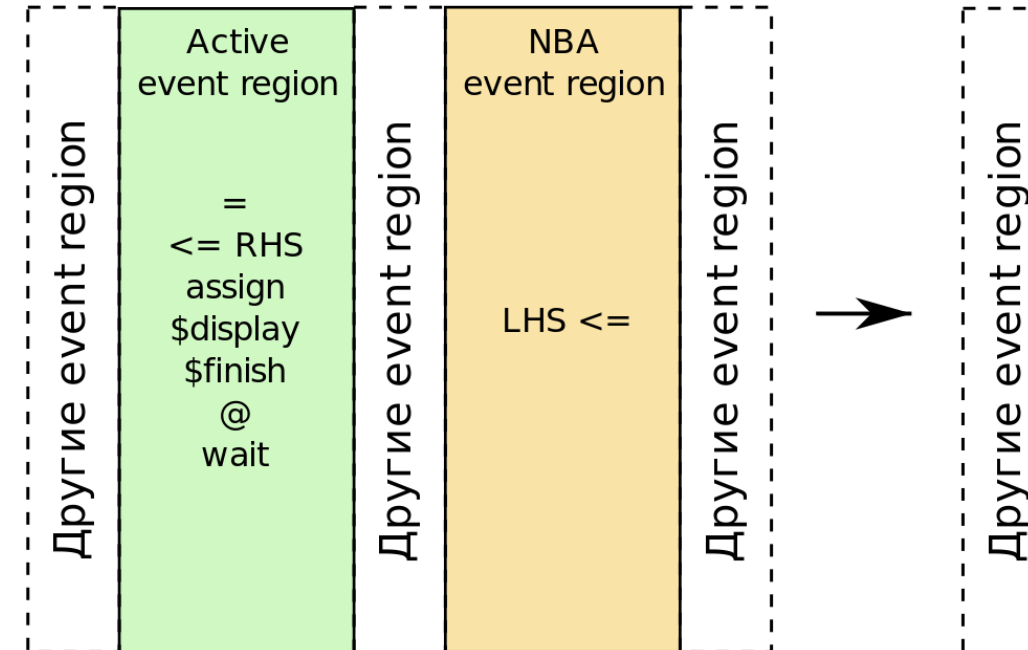 Другие event region
Active
event region
=
<= RHS
assign
$display
$finish
@
wait
Другие event region
NBA
event region
LHS <=
Другие event region
Другие event region